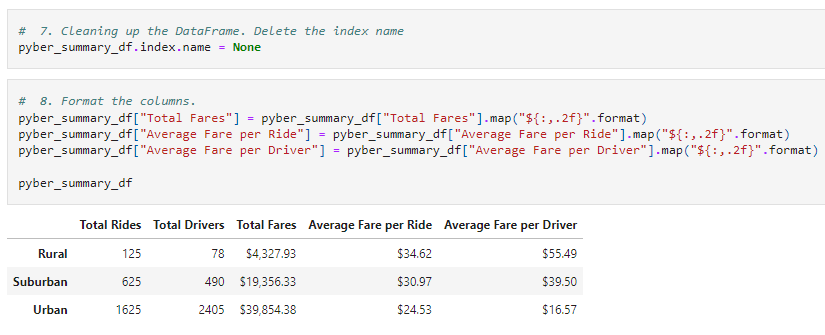 #  7. Cleaning up the DataFrame. Delete the index name
pyber_summary_df.index.name = None
#  8. Format the columns.
pyber_summary_df["Total Fares"] = pyber_summary_df["Total Fares"].map("${:,.2f}".format)
pyber_summary_df["Average Fare per Ride"] = pyber_summary_df["Average Fare per Ride"].map("${:,.2f}".format)
pyber_summary_df["Average Fare per Driver"] = pyber_summary_df["Average Fare per Driver"].map("${:,.2f}".format)
pyber_summary_df
Total Rides Total Drivers Total Fares Average Fare per Ride Average Fare per Driver
Rural 125 78 $4,327.93 $34.62 $55.49
Suburban 625 490 $19,356.33 $30.97 $39.50
Urban 1625 2405 $39,854.38 $24.53 $16.57